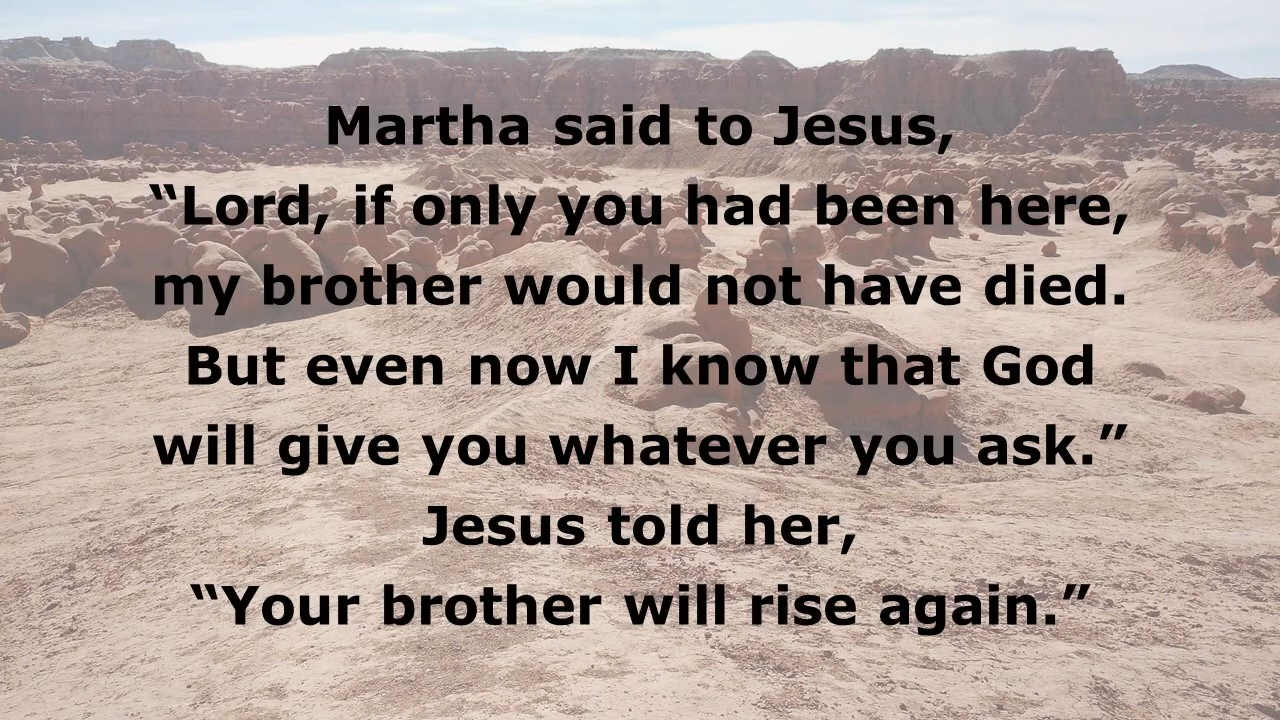 Martha said to Jesus,
“Lord, if only you had been here,
my brother would not have died.
But even now I know that God
will give you whatever you ask.”
Jesus told her,
“Your brother will rise again.”